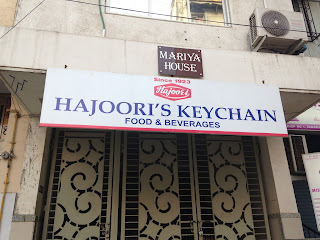 MARIYA
HOUSE
Since 1923
Hajoori
HAJOORI'S KEYCHAIN
FOOD & BEVERAGES